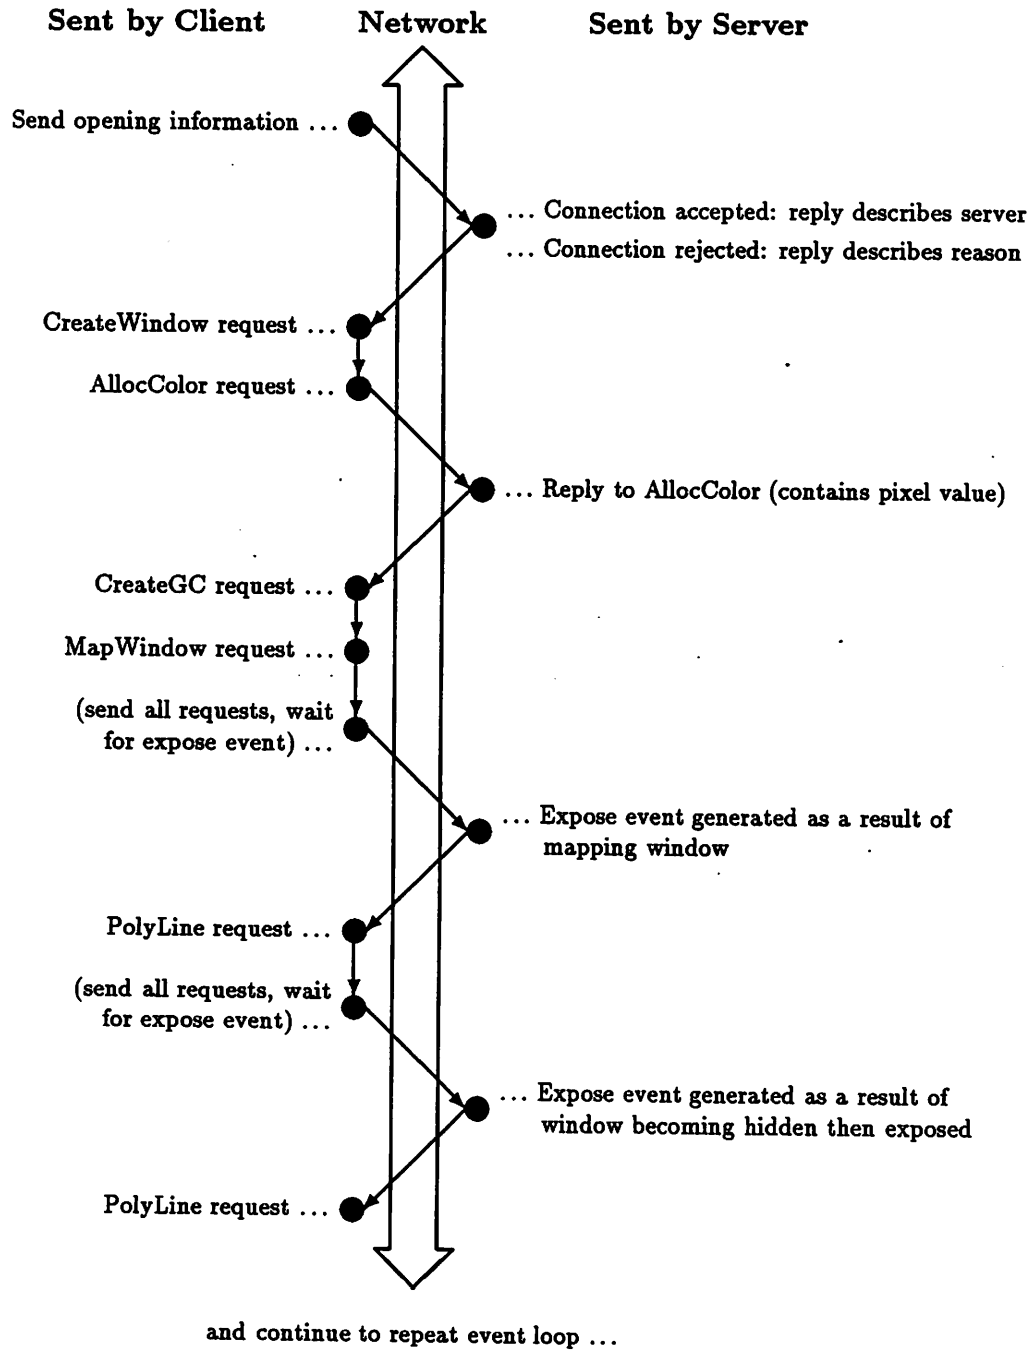 Sent by Client Network Sent by Server
Send opening information ...
... Connection accepted: reply describes server
... Connection rejected: reply describes reason
CreateWindow request ...
AllocColor request ...
... Reply to AllocColor (contains pixel value)
CreateGC request ...
MapWindow request ...
(send all requests, wait
for expose event) ...
... Expose event generated as a result of
mapping window
PolyLine request ...
(send all requests, wait
for expose event) ...
... Expose event generated as a result of
window becoming hidden then exposed
PolyLine request ...
and continue to repeat event loop ...